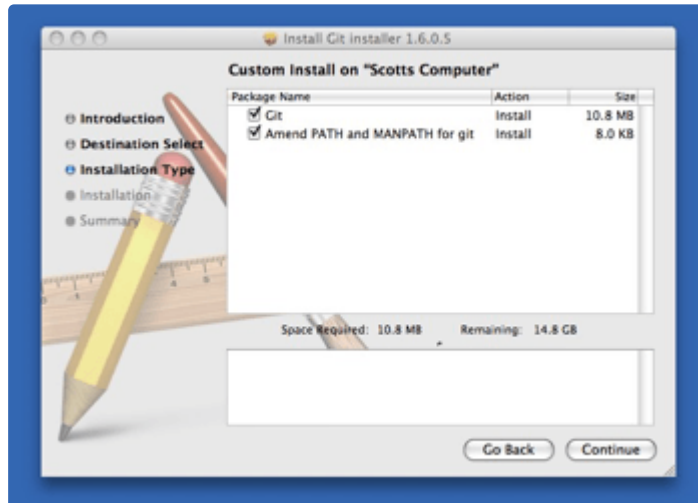 Install Git installer 1.6.0.5
Custom Install on "Scotts Computer"
Package Name Action Size
Git Install 10.8 MB
Amend PATH and MANPATH for git Install 8.0 KB
Introduction
Destination Select
Installation Type
Installation
Summary
Space Required: 10.8 MB Remaining: 14.8 GB
Go Back Continue